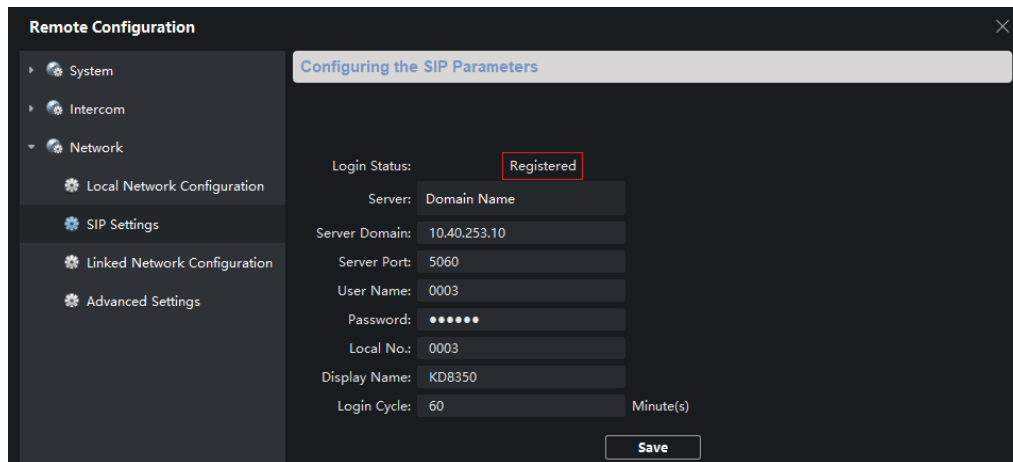 Remote Configuration
System
Intercom
Network
Local Network Configuration
SIP Settings
Linked Network Configuration
Advanced Settings
Configuring the SIP Parameters
Login Status: Registered
Server: Domain Name
Server Domain: 10.40.253.10
Server Port: 5060
User Name: 0003
Password: ●●●●●●
Local No.: 0003
Display Name: KD8350
Login Cycle: 60 Minute(s)
Save